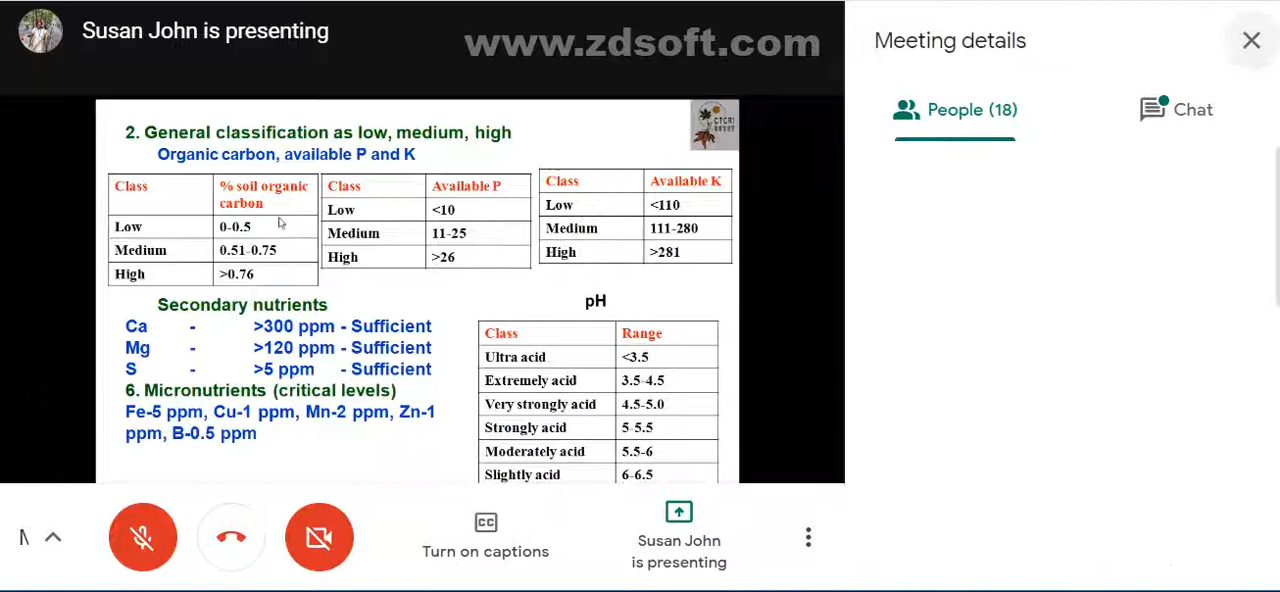 Susan John is presenting
www.zdsoft.com
Meeting details
People (18)
Chat
2. General classification as low, medium, high
Organic carbon, available P and K
CTCRI
Class % soil organic carbon
Low 0-0.5
Medium 0.51-0.75
High >0.76
Class Available P
Low <10
Medium 11-25
High >26
Class Available K
Low <110
Medium 111-280
High >281
Secondary nutrients
Ca - >300 ppm - Sufficient
Mg - >120 ppm - Sufficient
S - >5 ppm - Sufficient
6. Micronutrients (critical levels)
Fe-5 ppm, Cu-1 ppm, Mn-2 ppm, Zn-1
ppm, B-0.5 ppm
pH
Class Range
Ultra acid <3.5
Extremely acid 3.5-4.5
Very strongly acid 4.5-5.0
Strongly acid 5-5.5
Moderately acid 5.5-6
Slightly acid 6-6.5
CC
Turn on captions
Susan John
is presenting